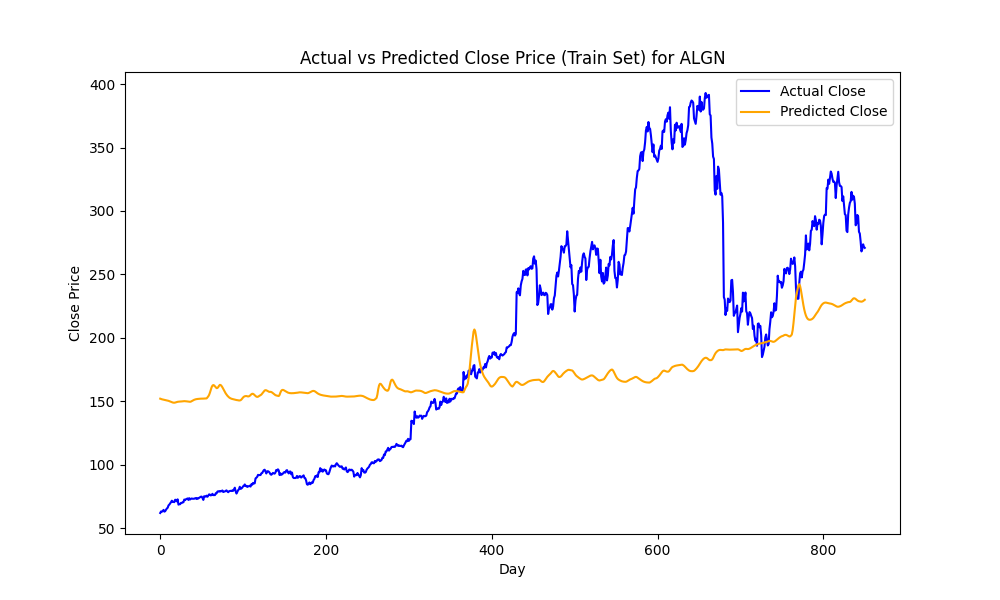 Actual vs Predicted Close Price (Train Set) for ALGN
Actual Close
Predicted Close
400
350
300
250
200
150
100
50
Close Price
0 200 400 600 800
Day